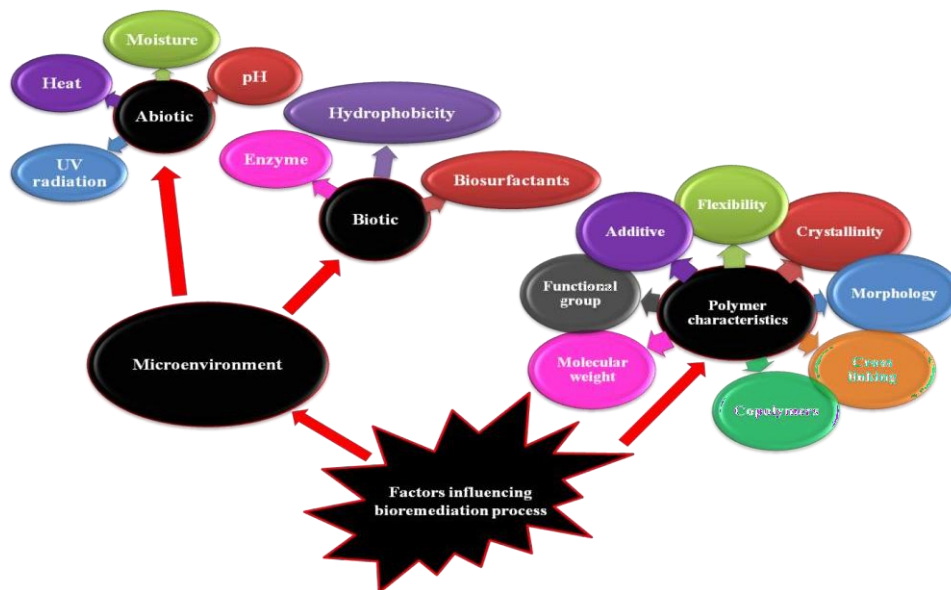 Moisture
Heat
pH
Abiotic
UV
radiation
Hydrophobicity
Enzyme
Biosurfactants
Biotic
Microenvironment
Flexibility
Additive
Crystallinity
Functional
group
Polymer
characteristics
Morphology
Molecular
weight
Cross
linking
Copolymers
Factors influencing
bioremediation process